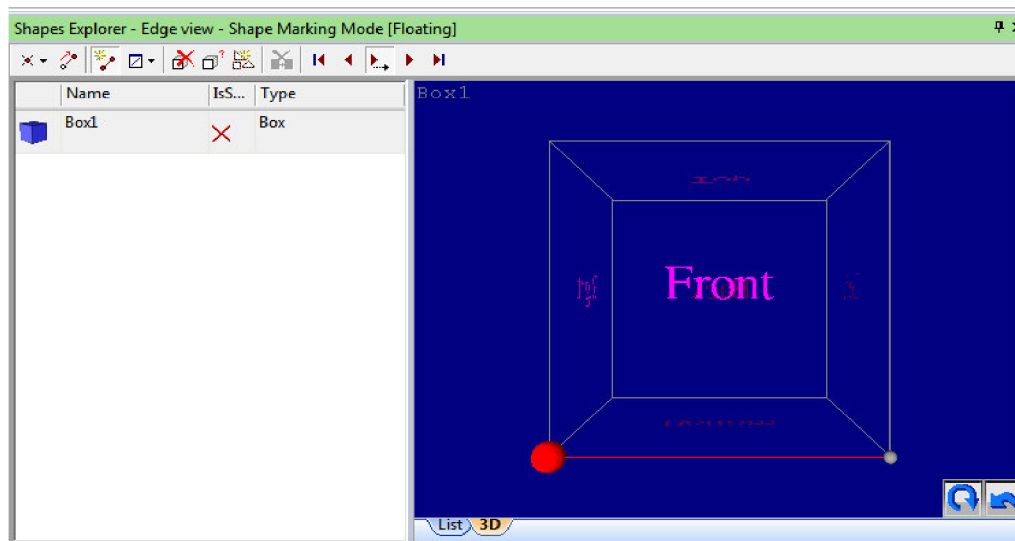 Shapes Explorer - Edge view - Shape Marking Mode [Floating]
Name IsS... Type
Box1 Box
Box1
Front
List 3D